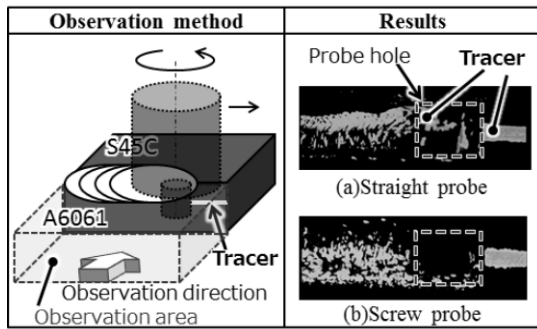 Observation method
S45C
A6061
Tracer
Observation direction
Observation area
Results
Probe hole
Tracer
(a)Straight probe
(b)Screw probe